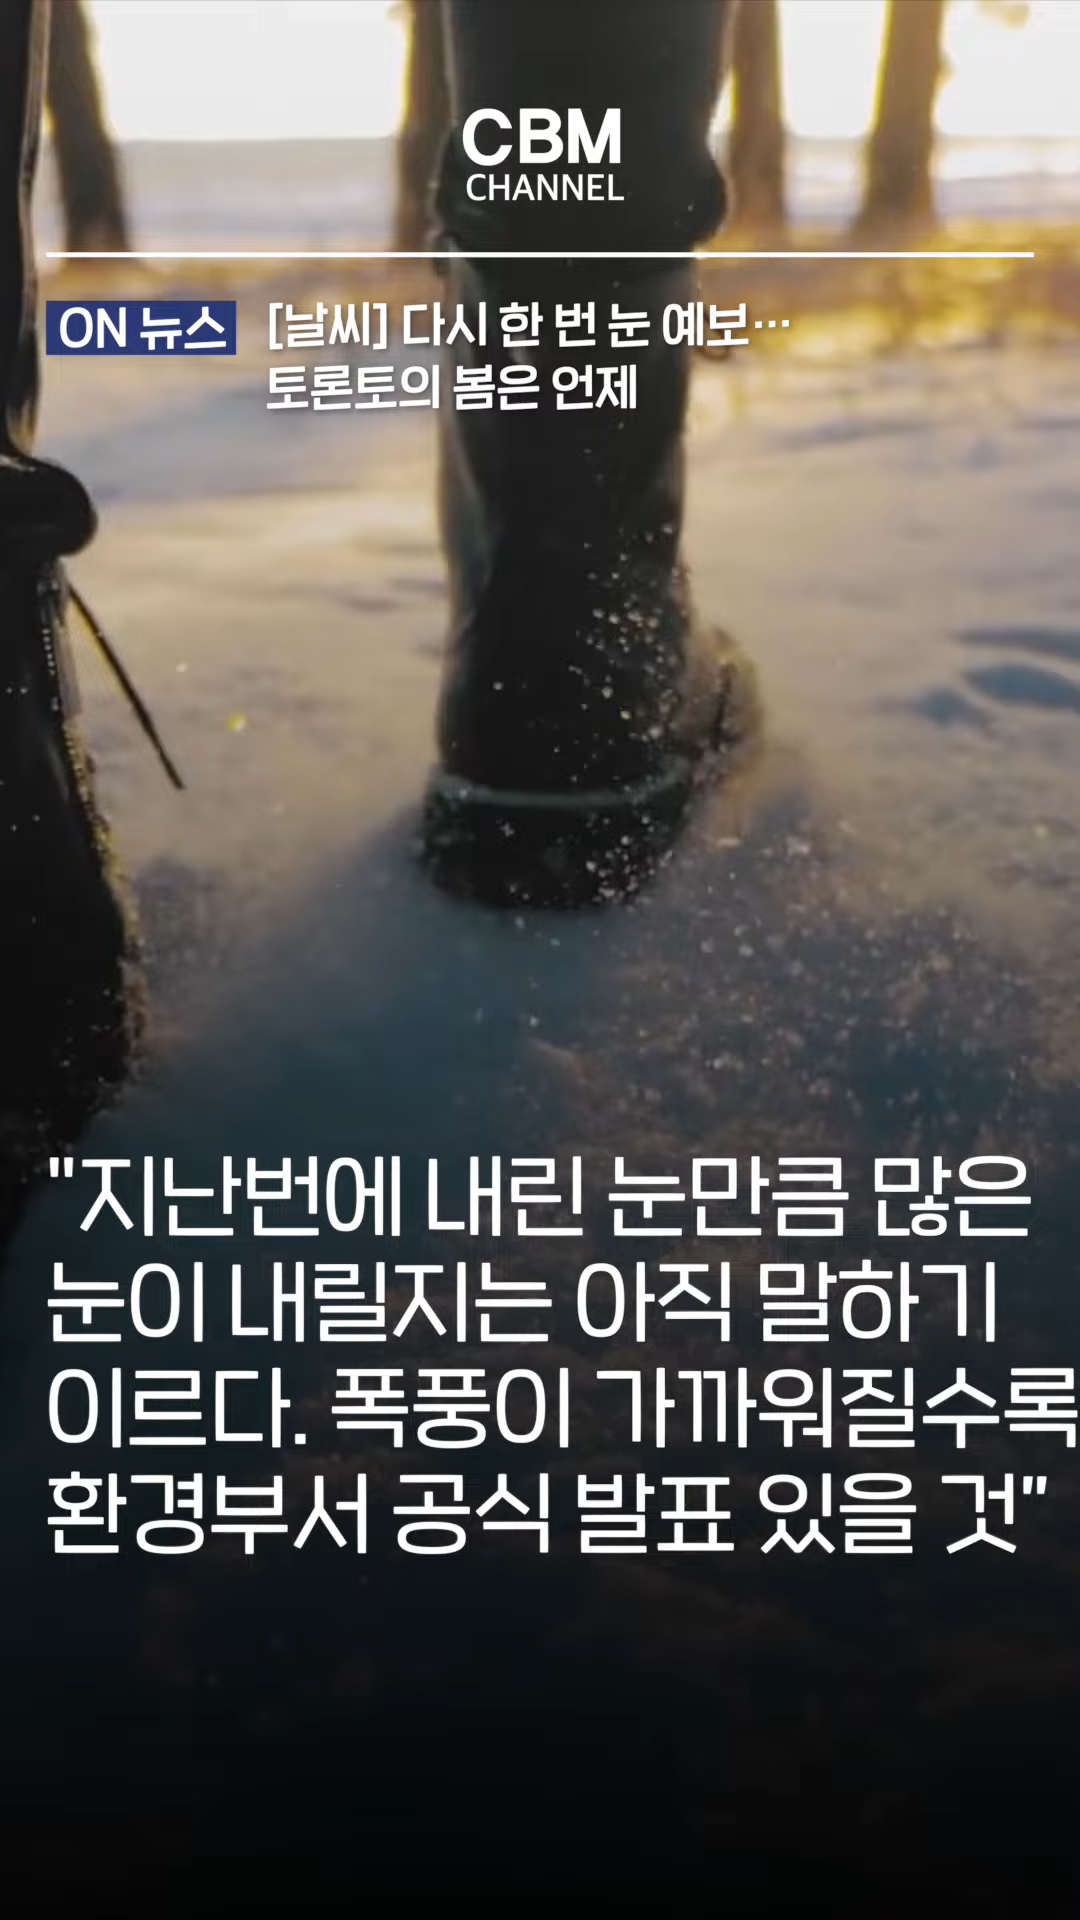 CBM
CHANNEL
ON 뉴스 [날씨] 다시 한 번 눈 예보…
토론토의 봄은 언제
"지난번에 내린 눈만큼 많은
눈이 내릴지는 아직 말하기
이르다. 폭풍이 가까워질수록
환경부서 공식 발표 있을 것"